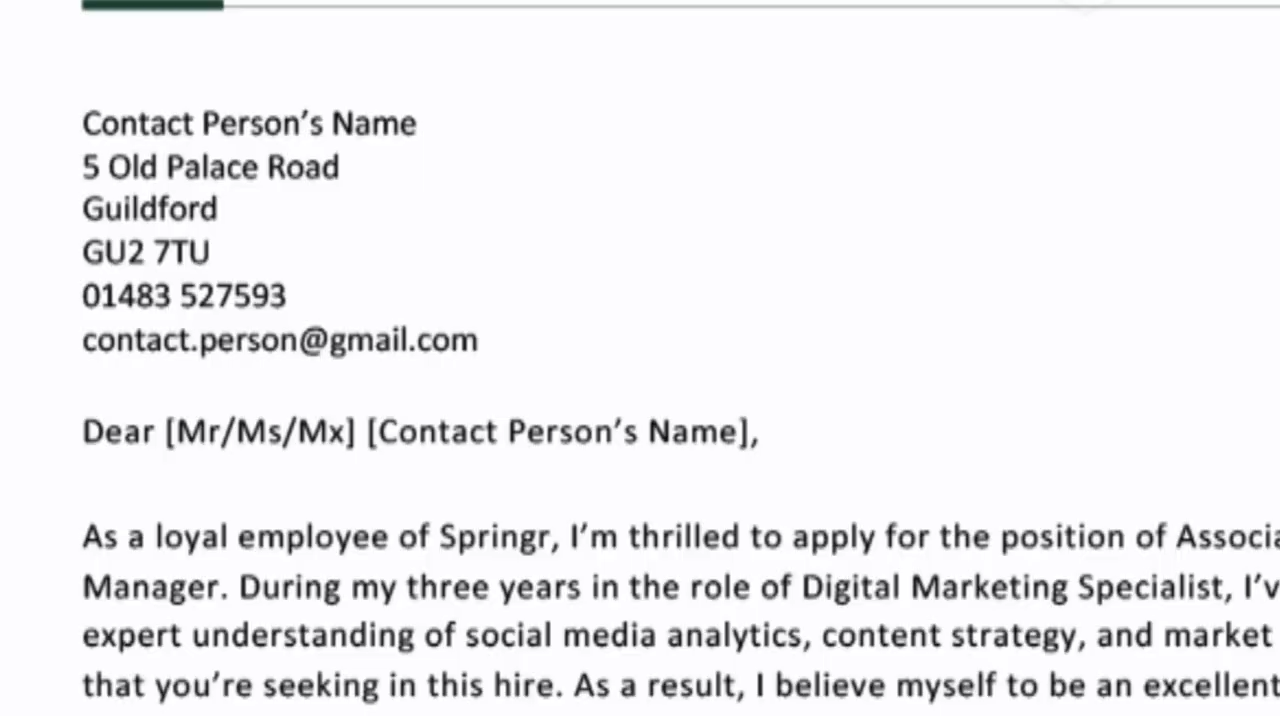 Contact Person’s Name
5 Old Palace Road
Guildford
GU2 7TU
01483 527593
contact.person@gmail.com
Dear [Mr/Ms/Mx] [Contact Person’s Name],
As a loyal employee of Springr, I’m thrilled to apply for the position of
Manager. During my three years in the role of Digital Marketing Specialist,
expert understanding of social media analytics, content strategy, and market
that you’re seeking in this hire. As a result, I believe myself to be an excellent